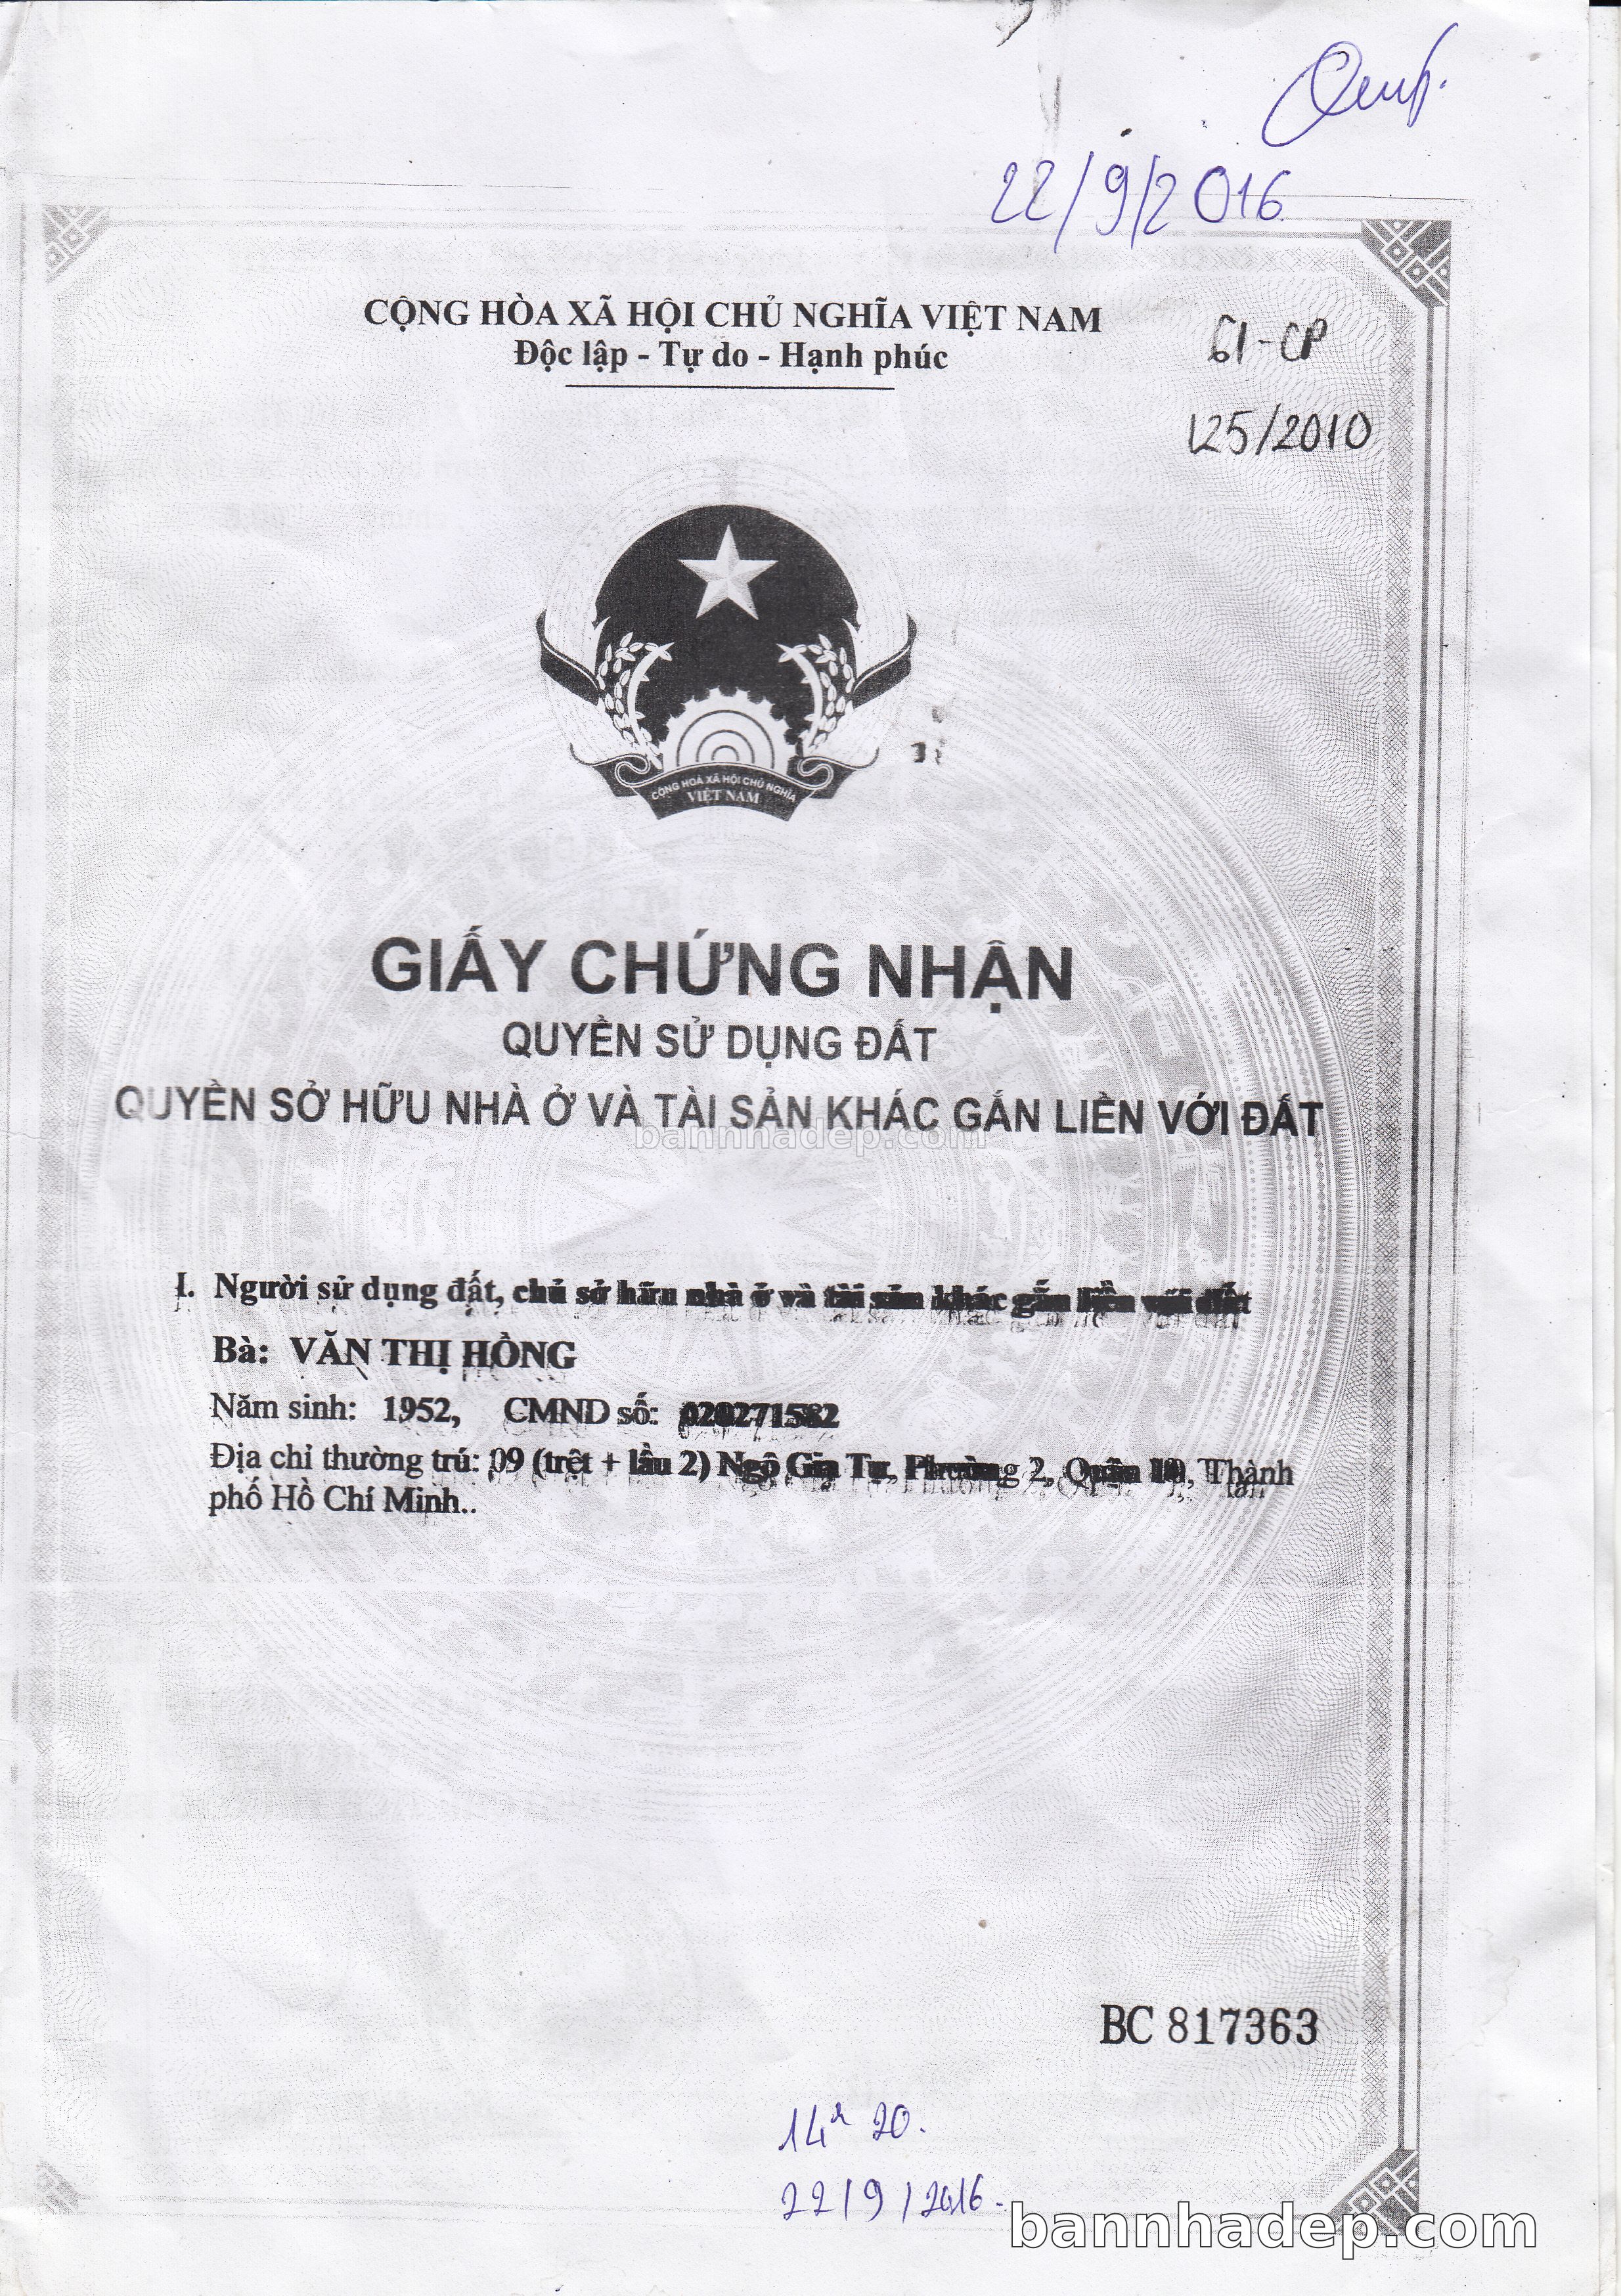 22/9/2016
CỘNG HÒA XÃ HỘI CHỦ NGHĨA VIỆT NAM
Độc lập - Tự do - Hạnh phúc
61-CP
125/2010
CỘNG HOÀ XÃ HỘI CHỦ NGHĨA
VIỆT NAM
GIẤY CHỨNG NHẬN
QUYỀN SỬ DỤNG ĐẤT
QUYỀN SỞ HỮU NHÀ Ở VÀ TÀI SẢN KHÁC GẮN LIỀN VỚI ĐẤT
bannhadep.com
I. Người sử dụng đất, chủ sở hữu nhà ở và tài sản khác gắn liền với đất
Bà: VĂN THỊ HỒNG
Năm sinh: 1952, CMND số:
Địa chỉ thường trú: 09 (trệt + lầu 2) Ngô Gia Tự, Phường 2, Quận 10, Thành
phố Hồ Chí Minh..
BC 817363
14h 20.
22/9/2016.
bannhadep.com